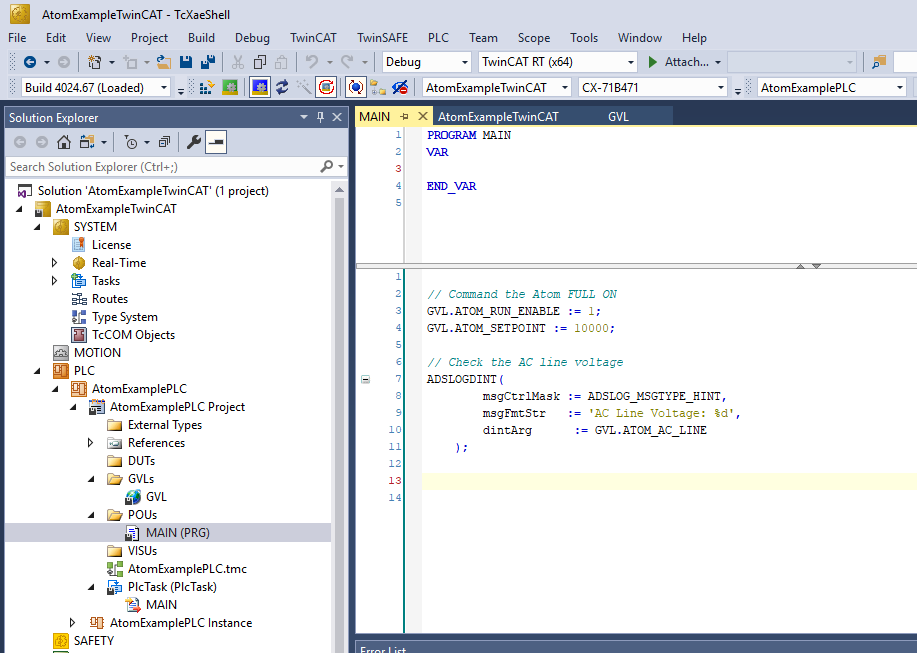 AtomExampleTwinCAT - TcXaeShell
File Edit View Project Build Debug TwinCAT TwinSAFE PLC Team Scope Tools Window Help
Debug TwinCAT RT (x64) Attach...
Build 4024.67 (Loaded) AtomExampleTwinCAT CX-71B471 AtomExamplePLC
Solution Explorer
Search Solution Explorer (Ctrl+;)
Solution 'AtomExampleTwinCAT' (1 project)
AtomExampleTwinCAT
SYSTEM
License
Real-Time
Tasks
Routes
Type System
TcCOM Objects
MOTION
PLC
AtomExamplePLC
AtomExamplePLC Project
External Types
References
DUTs
GVLs
GVL
POUs
MAIN (PRG)
VISUs
AtomExamplePLC.tmc
PlcTask (PlcTask)
MAIN
AtomExamplePLC Instance
SAFETY
MAIN AtomExampleTwinCAT GVL
1 PROGRAM MAIN
2 VAR
3
4 END_VAR
5
1
2 // Command the Atom FULL ON
3 GVL.ATOM_RUN_ENABLE := 1;
4 GVL.ATOM_SETPOINT := 10000;
5
6 // Check the AC line voltage
7 ADSLOGDINT(
8 msgCtrlMask := ADSLOG_MSGTYPE_HINT,
9 msgFmtStr := 'AC Line Voltage: %d',
10 dintArg := GVL.ATOM_AC_LINE
11 );
12
13
14
Error List